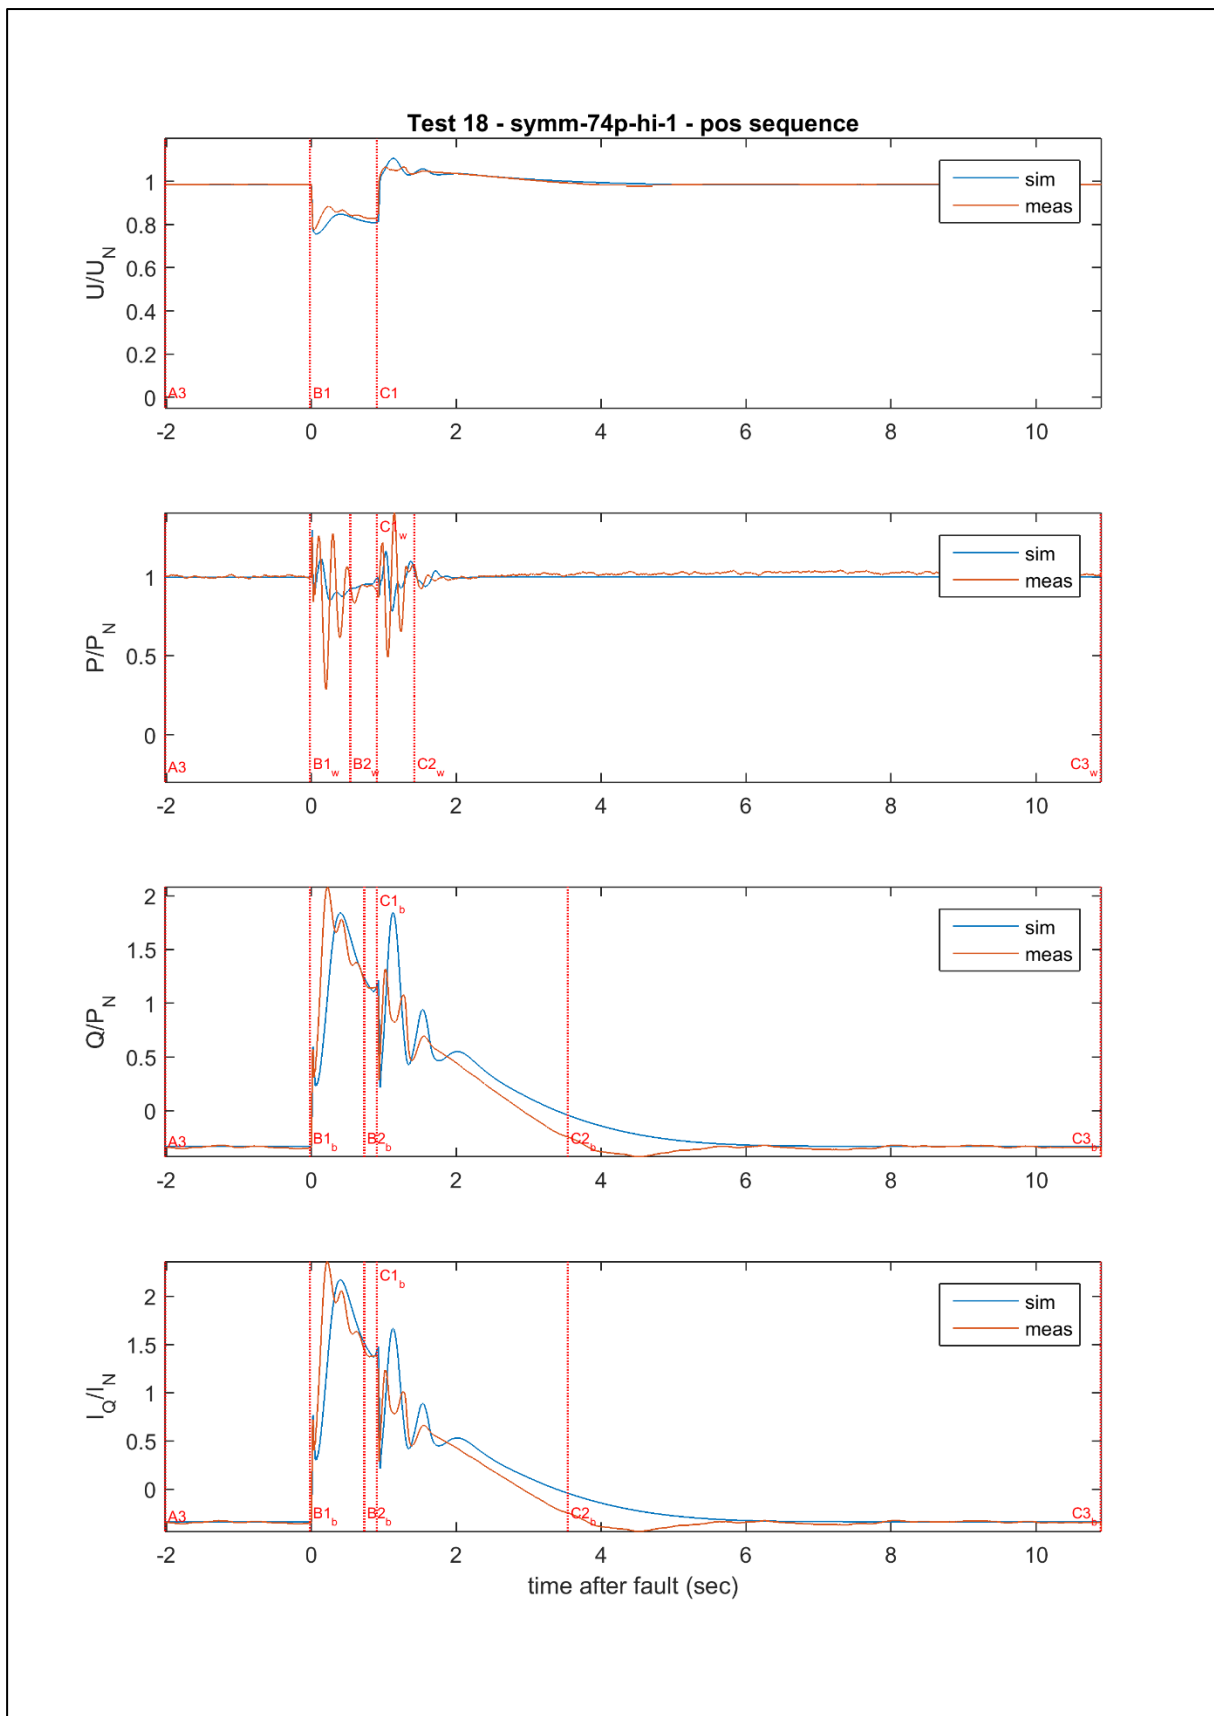 Test 18 - symm-74p-hi-1 - pos sequence
U/U_N
1
0.8
0.6
0.4
0.2
0
sim
meas
A3
B1
C1
-2 0 2 4 6 8 10
P/P_N
1
0.5
0
C1_w
sim
meas
A3
B1_w
B2_w
C2_w
C3_w
-2 0 2 4 6 8 10
Q/P_N
2
1.5
1
0.5
0
C1_b
sim
meas
A3
B1_b
B2_b
C2_b
C3_b
-2 0 2 4 6 8 10
I_Q/I_N
2
1.5
1
0.5
0
C1_b
sim
meas
A3
B1_b
B2_b
C2_b
C3_b
-2 0 2 4 6 8 10
time after fault (sec)